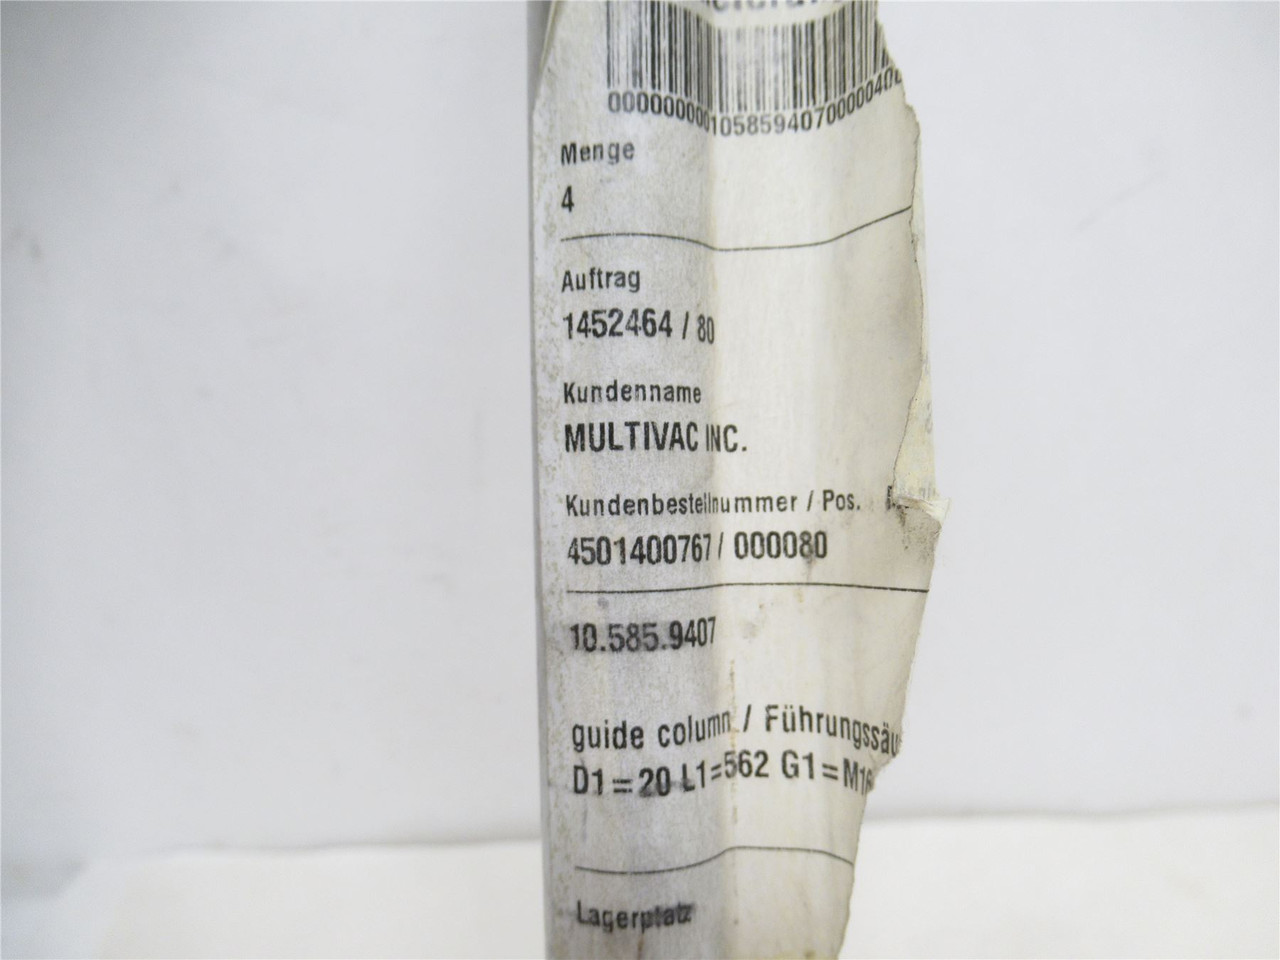 0000000001058594070000040
Menge
4
Auftrag
1452464 / 80
Kundenname
MULTIVAC INC.
Kundenbestellnummer / Pos.
4501400767 / 000080
10.585.9407
guide column / Führungssäu
D1=20 L1=562 G1=M16
Lagerplatz